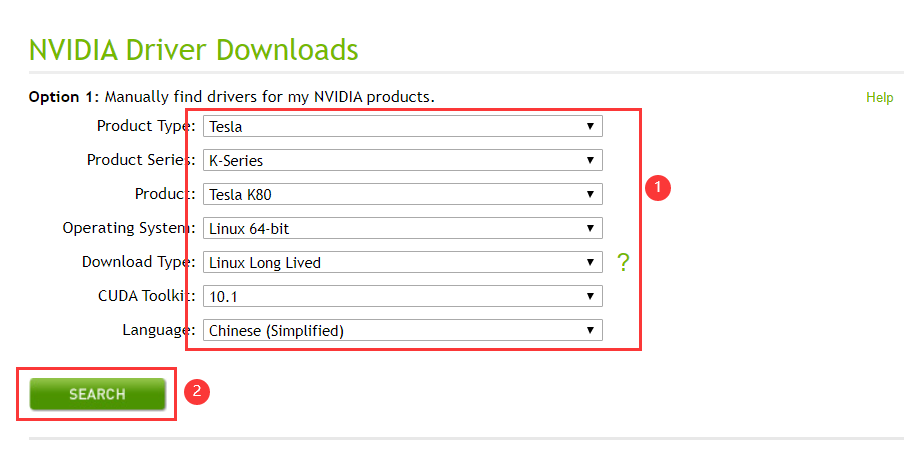 NVIDIA Driver Downloads
Option 1: Manually find drivers for my NVIDIA products. Help
Product Type: Tesla
Product Series: K-Series
Product: Tesla K80
1
Operating System: Linux 64-bit
Download Type: Linux Long Lived ?
CUDA Toolkit: 10.1
Language: Chinese (Simplified)
SEARCH 2